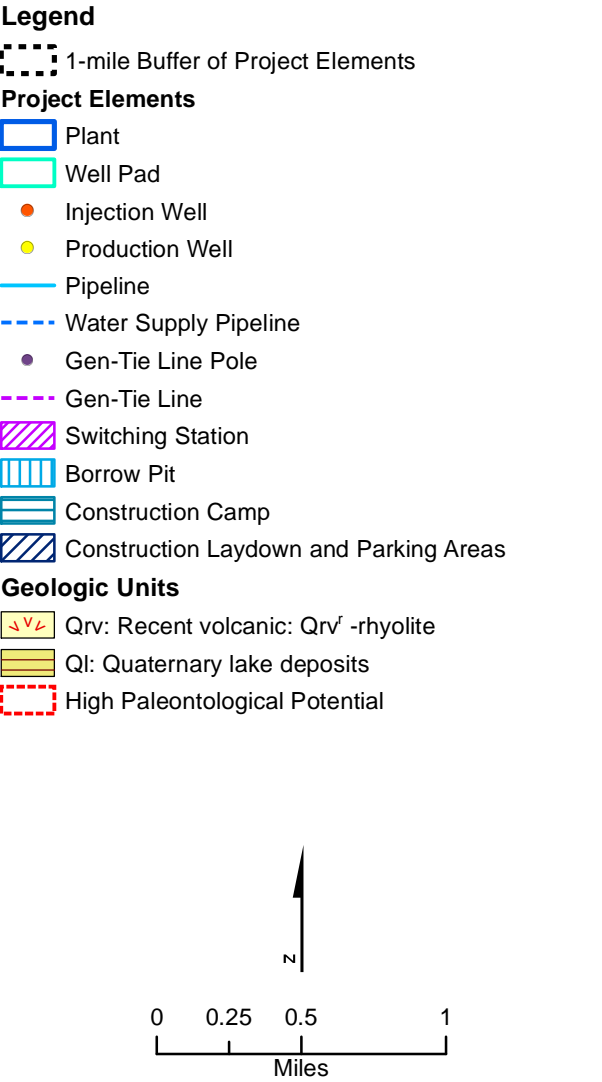 Legend
1-mile Buffer of Project Elements
Project Elements
Plant
Well Pad
Injection Well
Production Well
Pipeline
Water Supply Pipeline
Gen-Tie Line Pole
Gen-Tie Line
Switching Station
Borrow Pit
Construction Camp
Construction Laydown and Parking Areas
Geologic Units
Qrv: Recent volcanic: Qrvʳ -rhyolite
Ql: Quaternary lake deposits
High Paleontological Potential
N
0 0.25 0.5 1
Miles